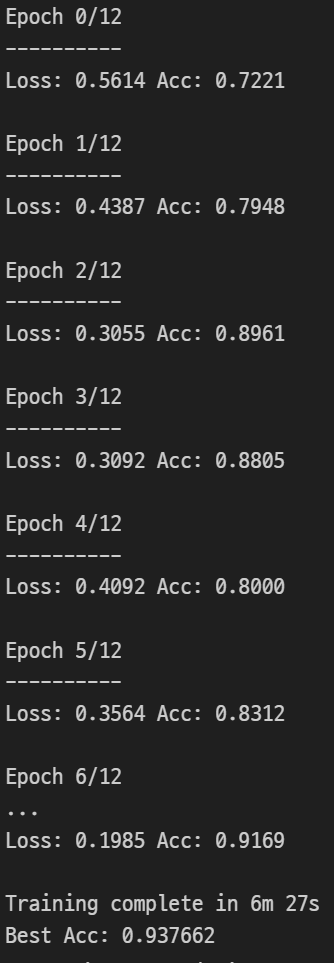 Epoch 0/12
----------
Loss: 0.5614 Acc: 0.7221
Epoch 1/12
----------
Loss: 0.4387 Acc: 0.7948
Epoch 2/12
----------
Loss: 0.3055 Acc: 0.8961
Epoch 3/12
----------
Loss: 0.3092 Acc: 0.8805
Epoch 4/12
----------
Loss: 0.4092 Acc: 0.8000
Epoch 5/12
----------
Loss: 0.3564 Acc: 0.8312
Epoch 6/12
...
Loss: 0.1985 Acc: 0.9169
Training complete in 6m 27s
Best Acc: 0.937662